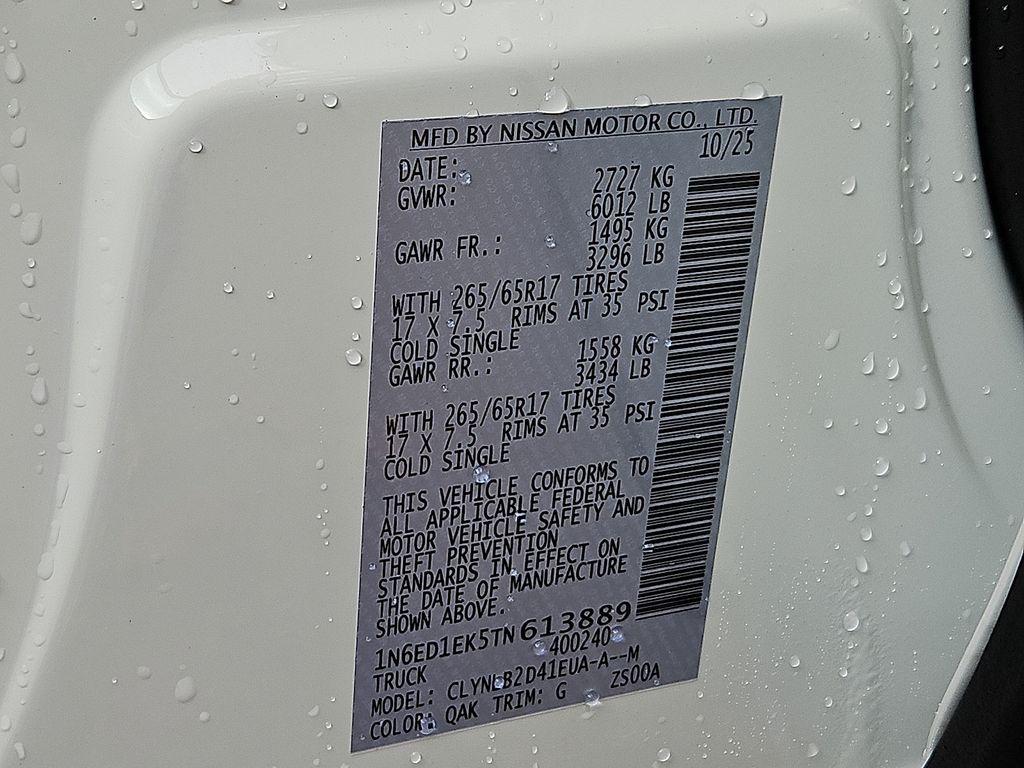 MFD BY NISSAN MOTOR CO., LTD.
DATE: 10/25
GVWR: 2727 KG
6012 LB
GAWR FR.: 1495 KG
3296 LB
WITH 265/65R17 TIRES
17 X 7.5 RIMS AT 35 PSI
COLD SINGLE
GAWR RR.: 1558 KG
3434 LB
WITH 265/65R17 TIRES
17 X 7.5 RIMS AT 35 PSI
COLD SINGLE
THIS VEHICLE CONFORMS TO
ALL APPLICABLE FEDERAL
MOTOR VEHICLE SAFETY AND
THEFT PREVENTION
STANDARDS IN EFFECT ON
THE DATE OF MANUFACTURE
SHOWN ABOVE.
1N6ED1EK5TN613889
TRUCK 400240
MODEL: B2D41EUA-A--M
COLOR: QAK TRIM: G ZS00A